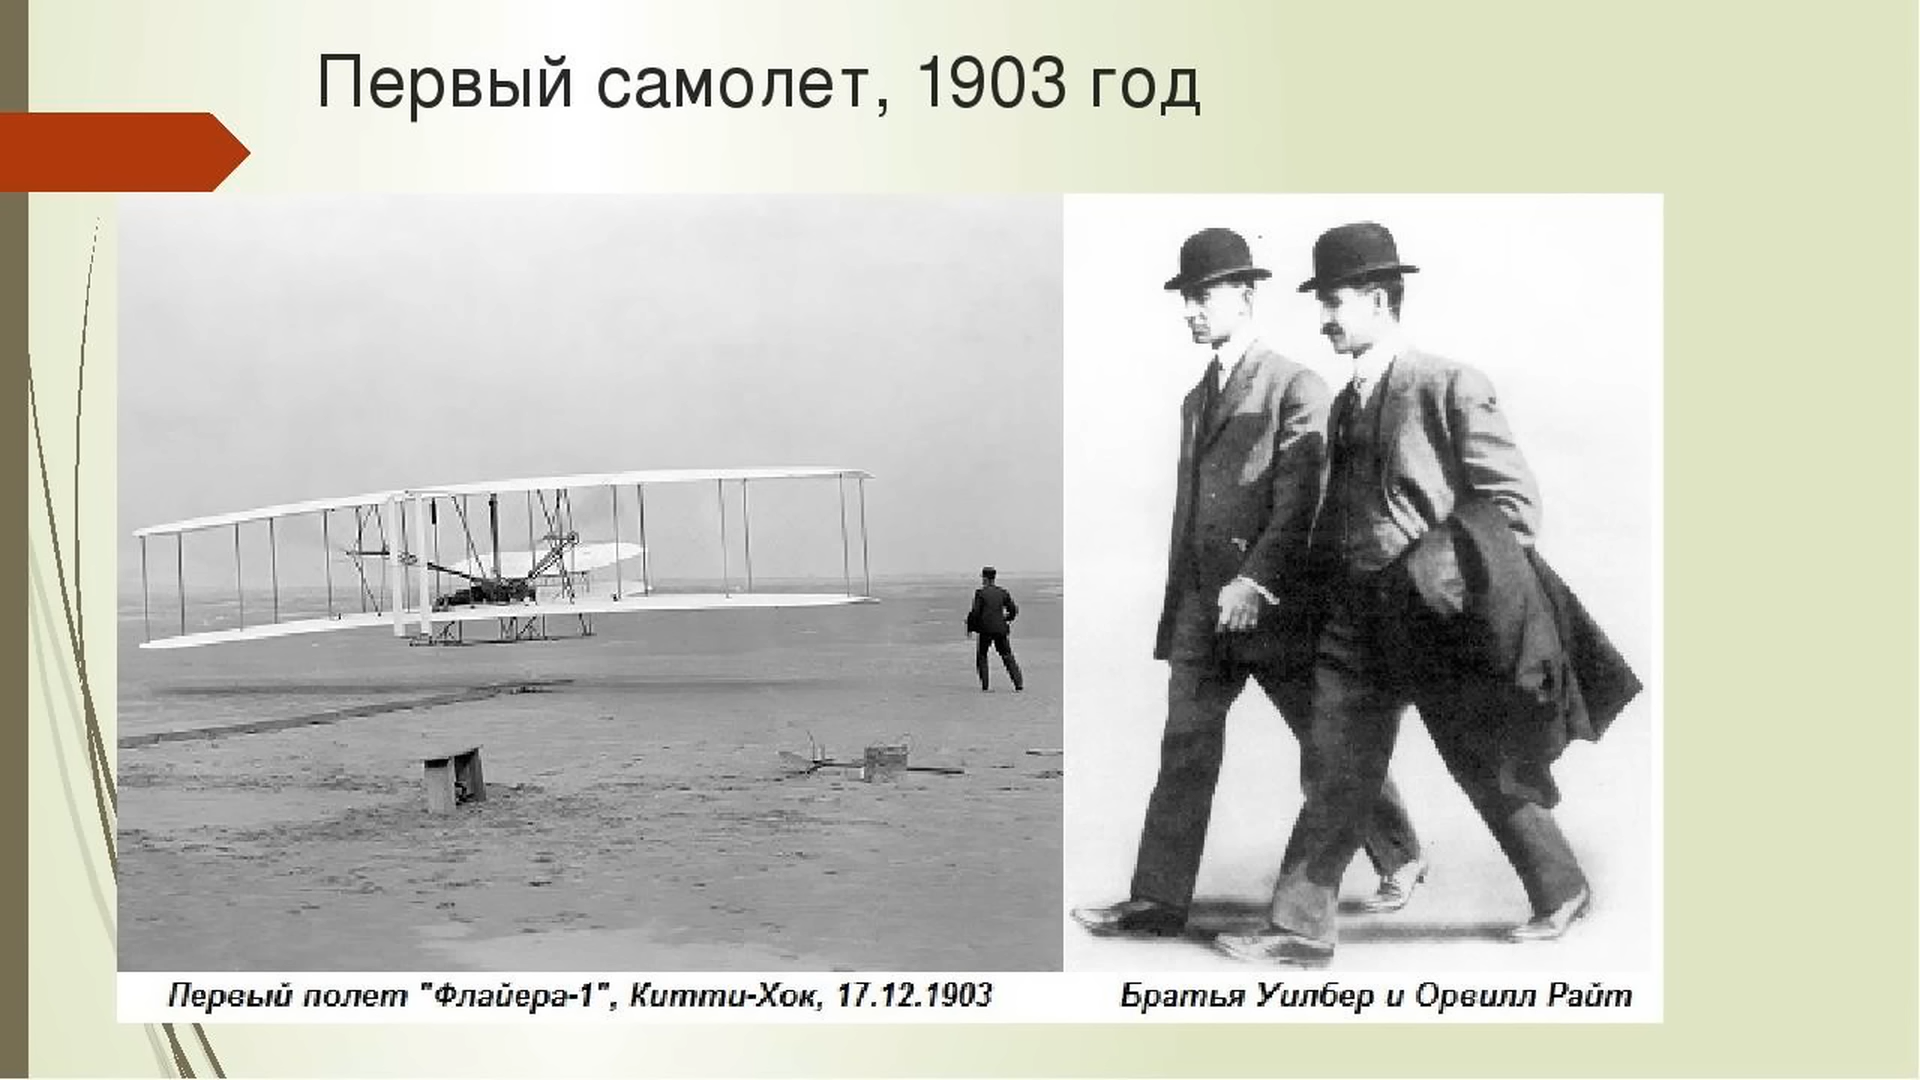 Первый самолет, 1903 год
Первый полет "Флайера-1", Китти-Хок, 17.12.1903
Братья Уилбер и Орвилл Райт